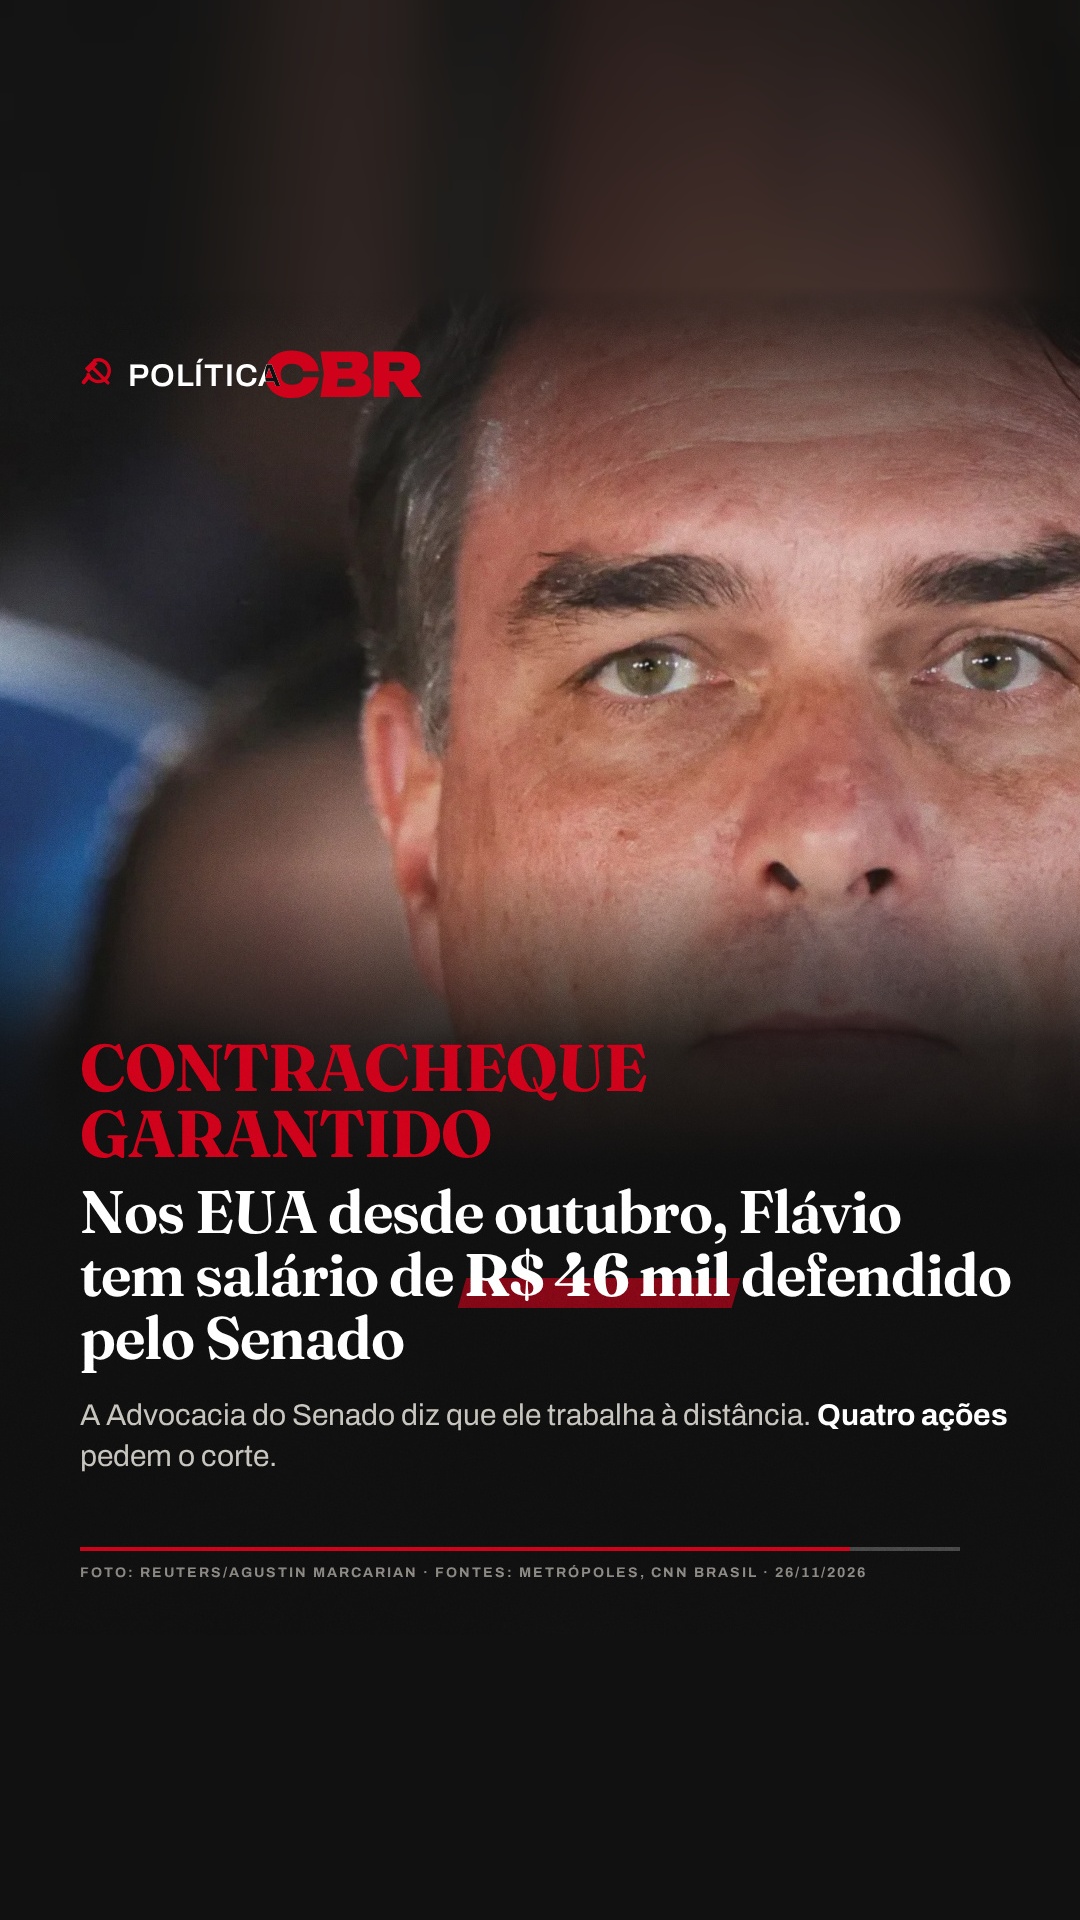 POLÍTICA CBR
CONTRACHEQUE
GARANTIDO
Nos EUA desde outubro, Flávio
tem salário de R$ 46 mil defendido
pelo Senado
A Advocacia do Senado diz que ele trabalha à distância. Quatro ações
pedem o corte.
FOTO: REUTERS/AGUSTIN MARCARIAN · FONTES: METRÓPOLES, CNN BRASIL · 26/11/2026